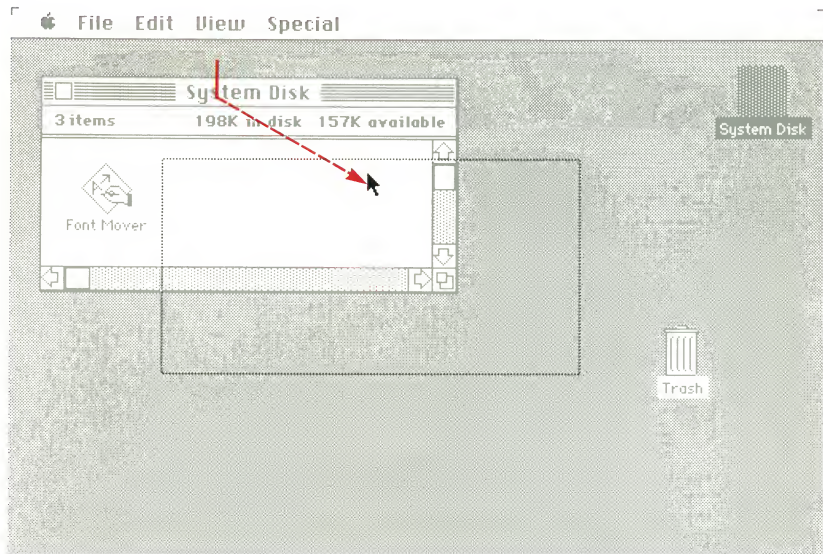 File Edit View Special
System Disk
3 items 198K in disk 157K available
System Disk
Font Mover
Trash